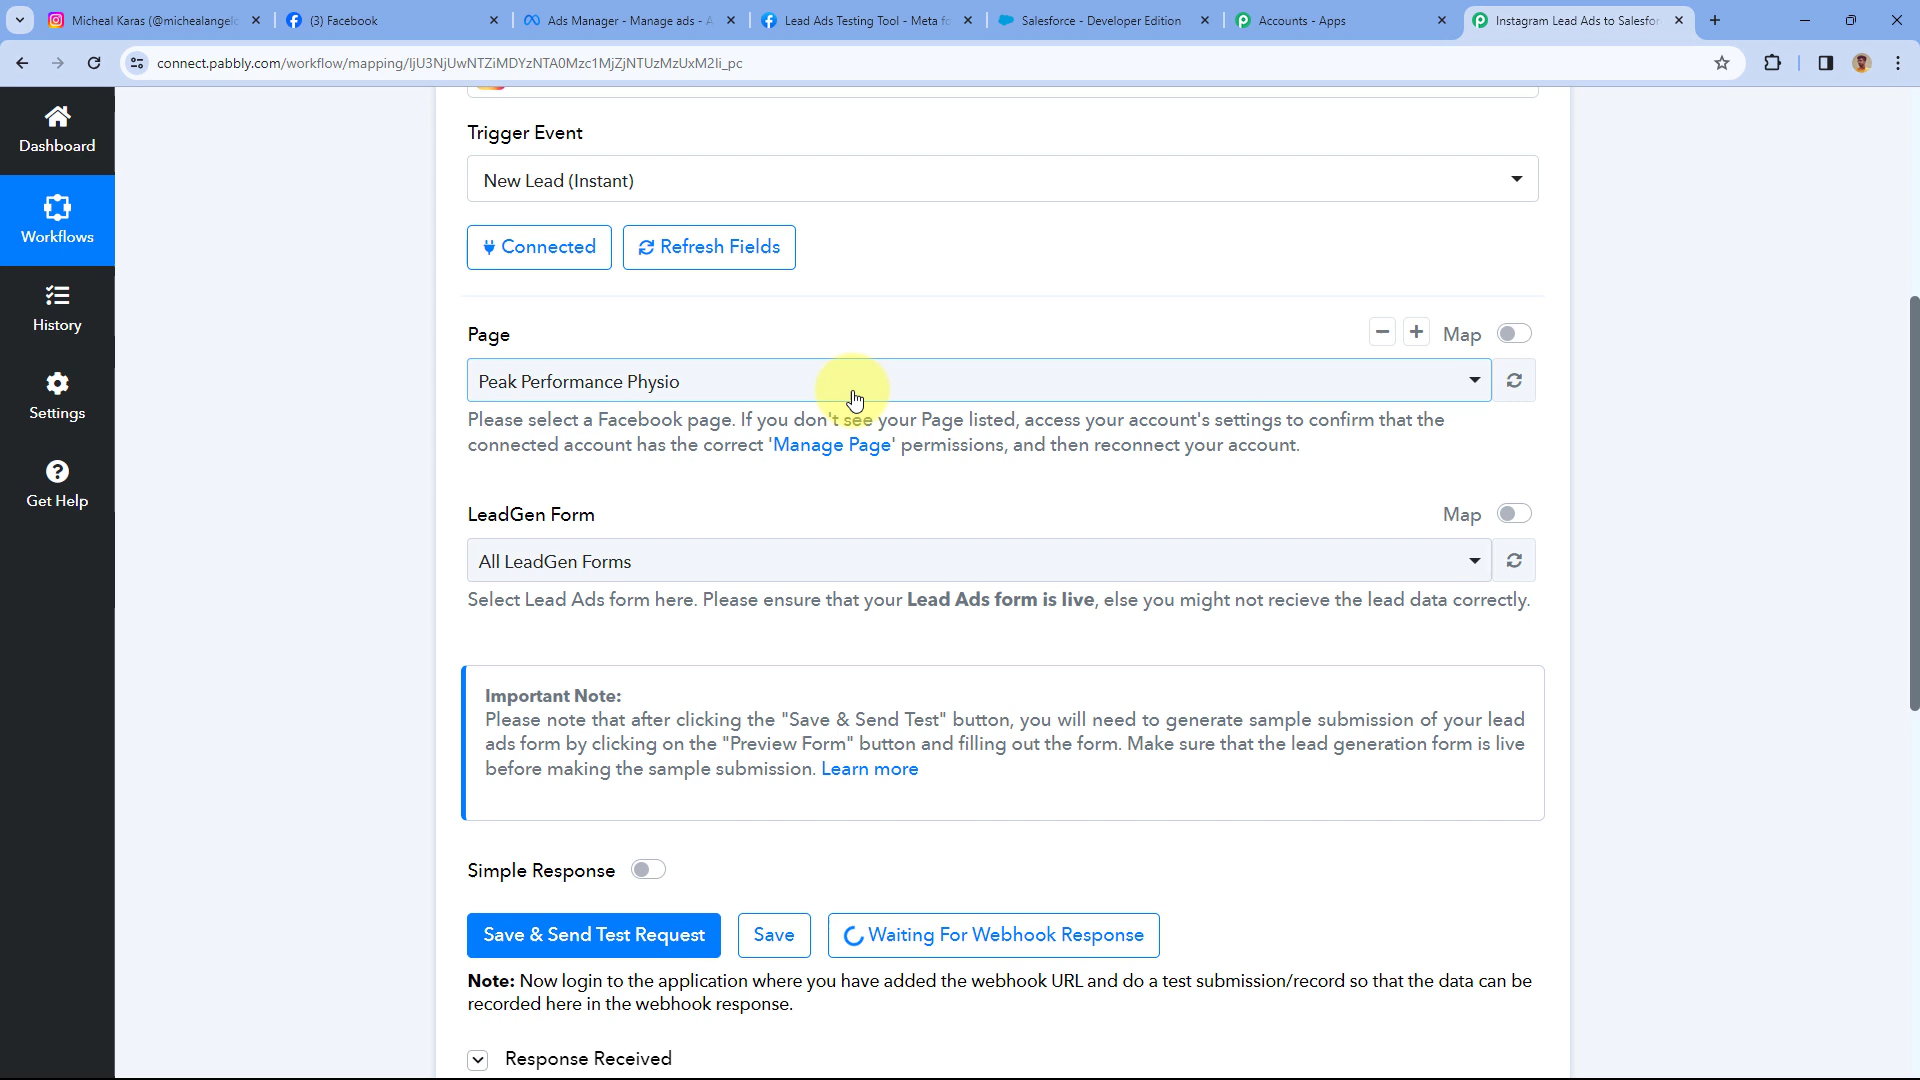 Micheal Karas (@michealangelo
(3) Facebook
Ads Manager - Manage ads - A
Lead Ads Testing Tool - Meta fo
Salesforce - Developer Edition
Accounts - Apps
Instagram Lead Ads to Salesfor
connect.pabbly.com/workflow/mapping/IjU3NjUwNTZiMDYzNTA0Mzc1MjZjNTUzMzUxM2Ii_pc
Dashboard
Workflows
History
Settings
Get Help
Trigger Event
New Lead (Instant)
Connected
Refresh Fields
Page
Map
Peak Performance Physio
Please select a Facebook page. If you don't see your Page listed, access your account's settings to confirm that the
connected account has the correct 'Manage Page' permissions, and then reconnect your account.
LeadGen Form
Map
All LeadGen Forms
Select Lead Ads form here. Please ensure that your Lead Ads form is live, else you might not recieve the lead data correctly.
Important Note:
Please note that after clicking the "Save & Send Test" button, you will need to generate sample submission of your lead
ads form by clicking on the "Preview Form" button and filling out the form. Make sure that the lead generation form is live
before making the sample submission. Learn more
Simple Response
Save & Send Test Request
Save
Waiting For Webhook Response
Note: Now login to the application where you have added the webhook URL and do a test submission/record so that the data can be
recorded here in the webhook response.
Response Received